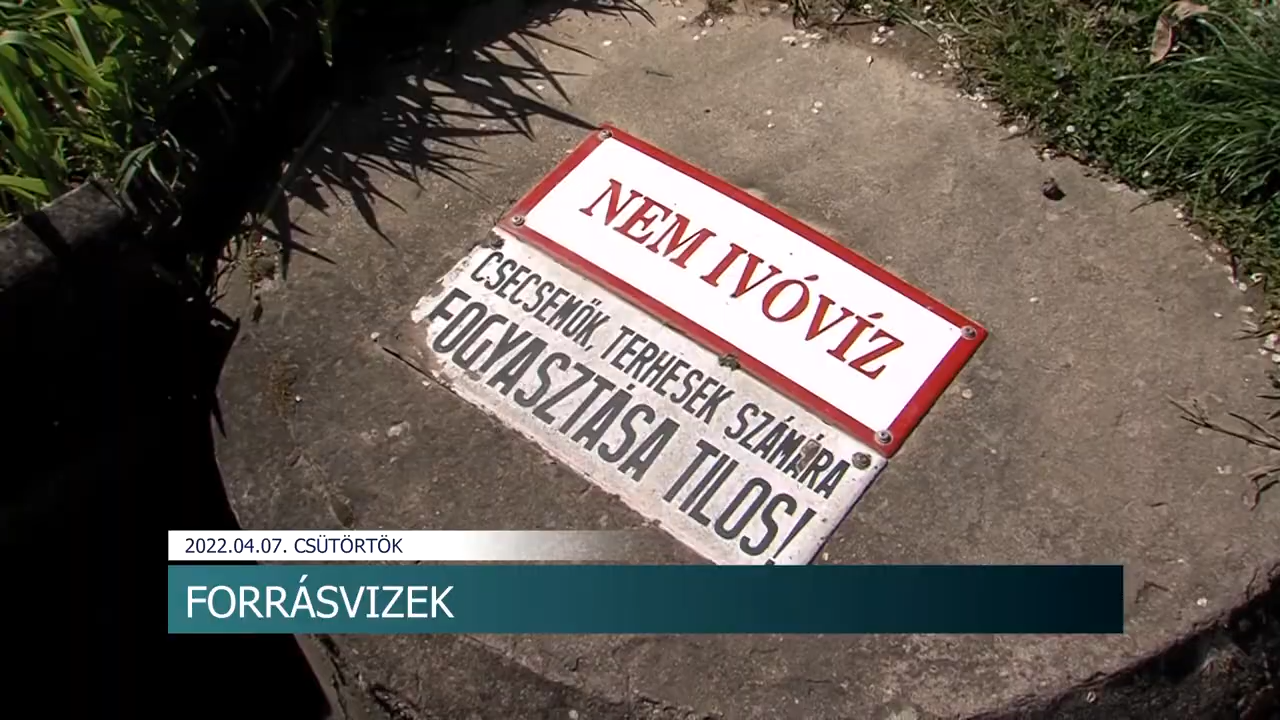 NEM IVÓVÍZ
CSECSEMŐK, TERHESEK SZÁMÁRA
FOGYASZTÁSA TILOS!
2022.04.07. CSÜTÖRTÖK
FORRÁSVIZEK